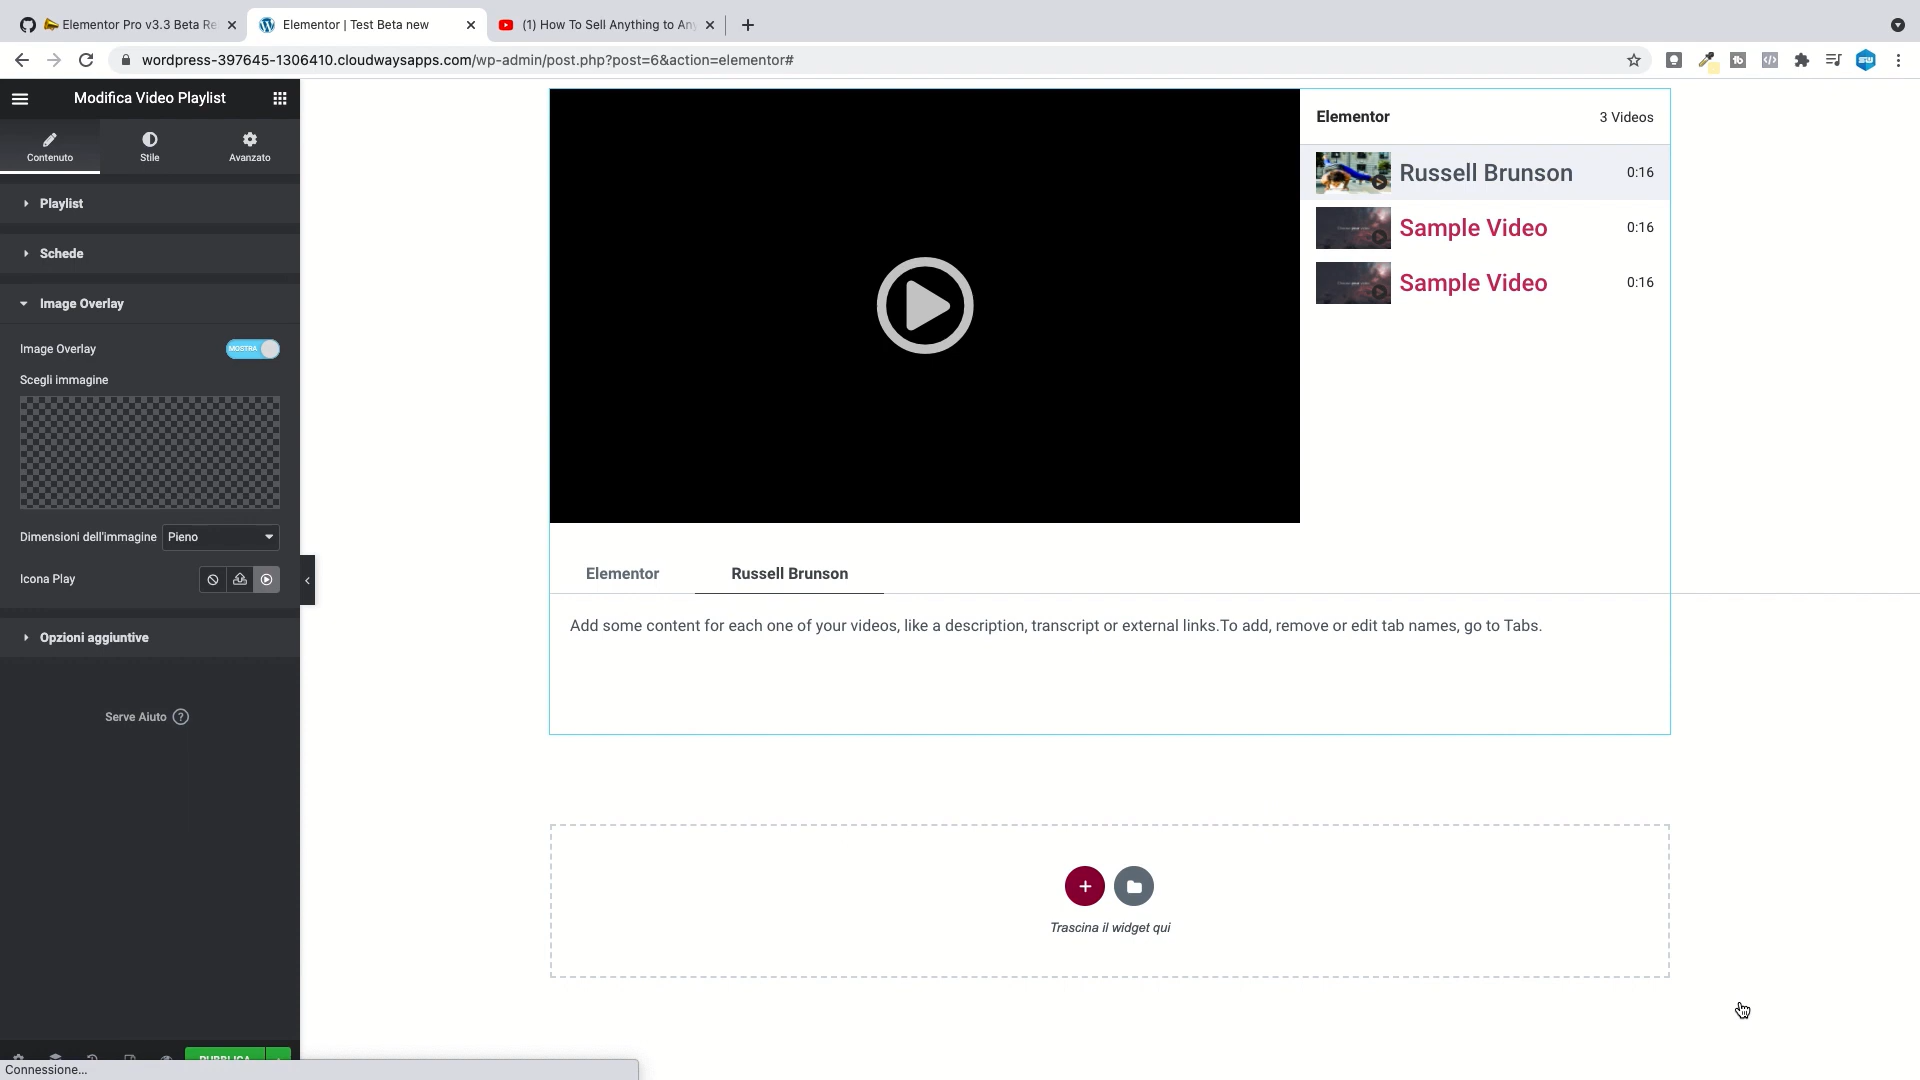 Elementor Pro v3.3 Beta Re
Elementor | Test Beta new
(1) How To Sell Anything to An
wordpress-397645-1306410.cloudwaysapps.com/wp-admin/post.php?post=6&action=elementor#
Modifica Video Playlist
Contenuto
Stile
Avanzato
Playlist
Schede
Image Overlay
Image Overlay
MOSTRA
Scegli immagine
Dimensioni dell'immagine
Pieno
Icona Play
Opzioni aggiuntive
Serve Aiuto
PUBBLICA
Connessione...
Elementor
3 Videos
Russell Brunson
0:16
Sample Video
0:16
Sample Video
0:16
Elementor
Russell Brunson
Add some content for each one of your videos, like a description, transcript or external links.To add, remove or edit tab names, go to Tabs.
Trascina il widget qui